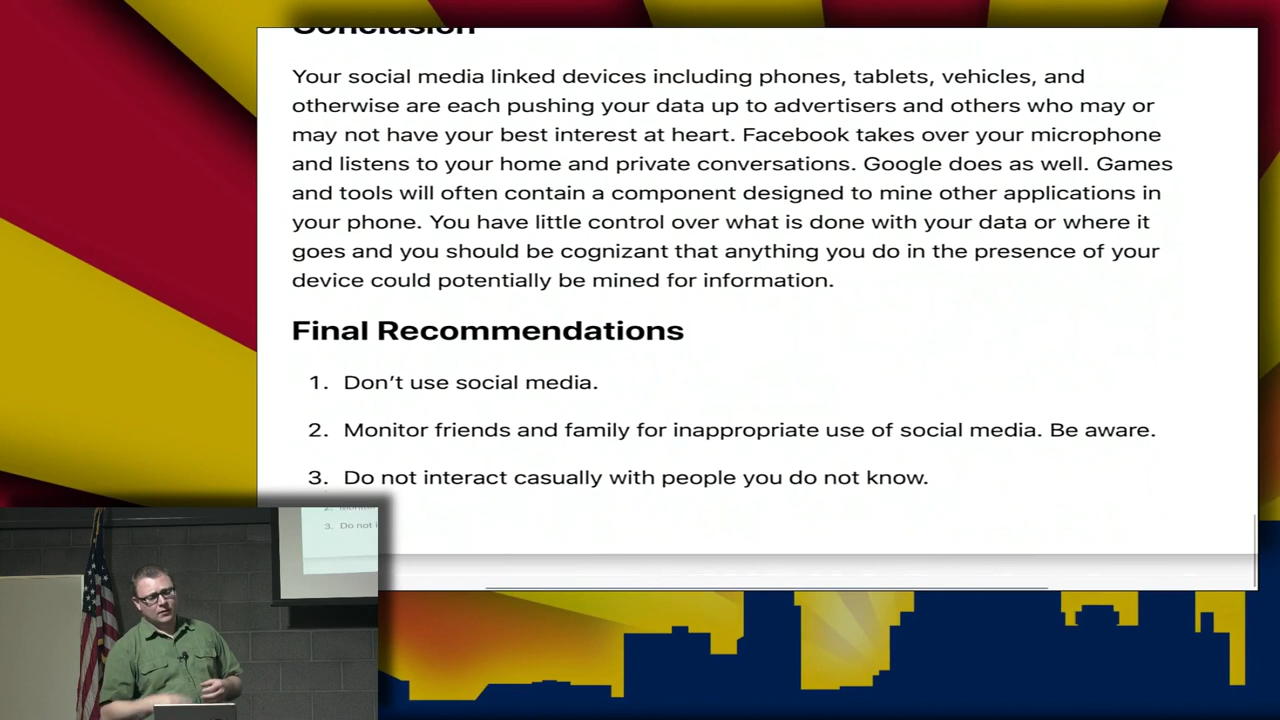 Conclusion
Your social media linked devices including phones, tablets, vehicles, and
otherwise are each pushing your data up to advertisers and others who may or
may not have your best interest at heart. Facebook takes over your microphone
and listens to your home and private conversations. Google does as well. Games
and tools will often contain a component designed to mine other applications in
your phone. You have little control over what is done with your data or where it
goes and you should be cognizant that anything you do in the presence of your
device could potentially be mined for information.
Final Recommendations
1. Don’t use social media.
2. Monitor friends and family for inappropriate use of social media. Be aware.
3. Do not interact casually with people you do not know.
3. Do not i